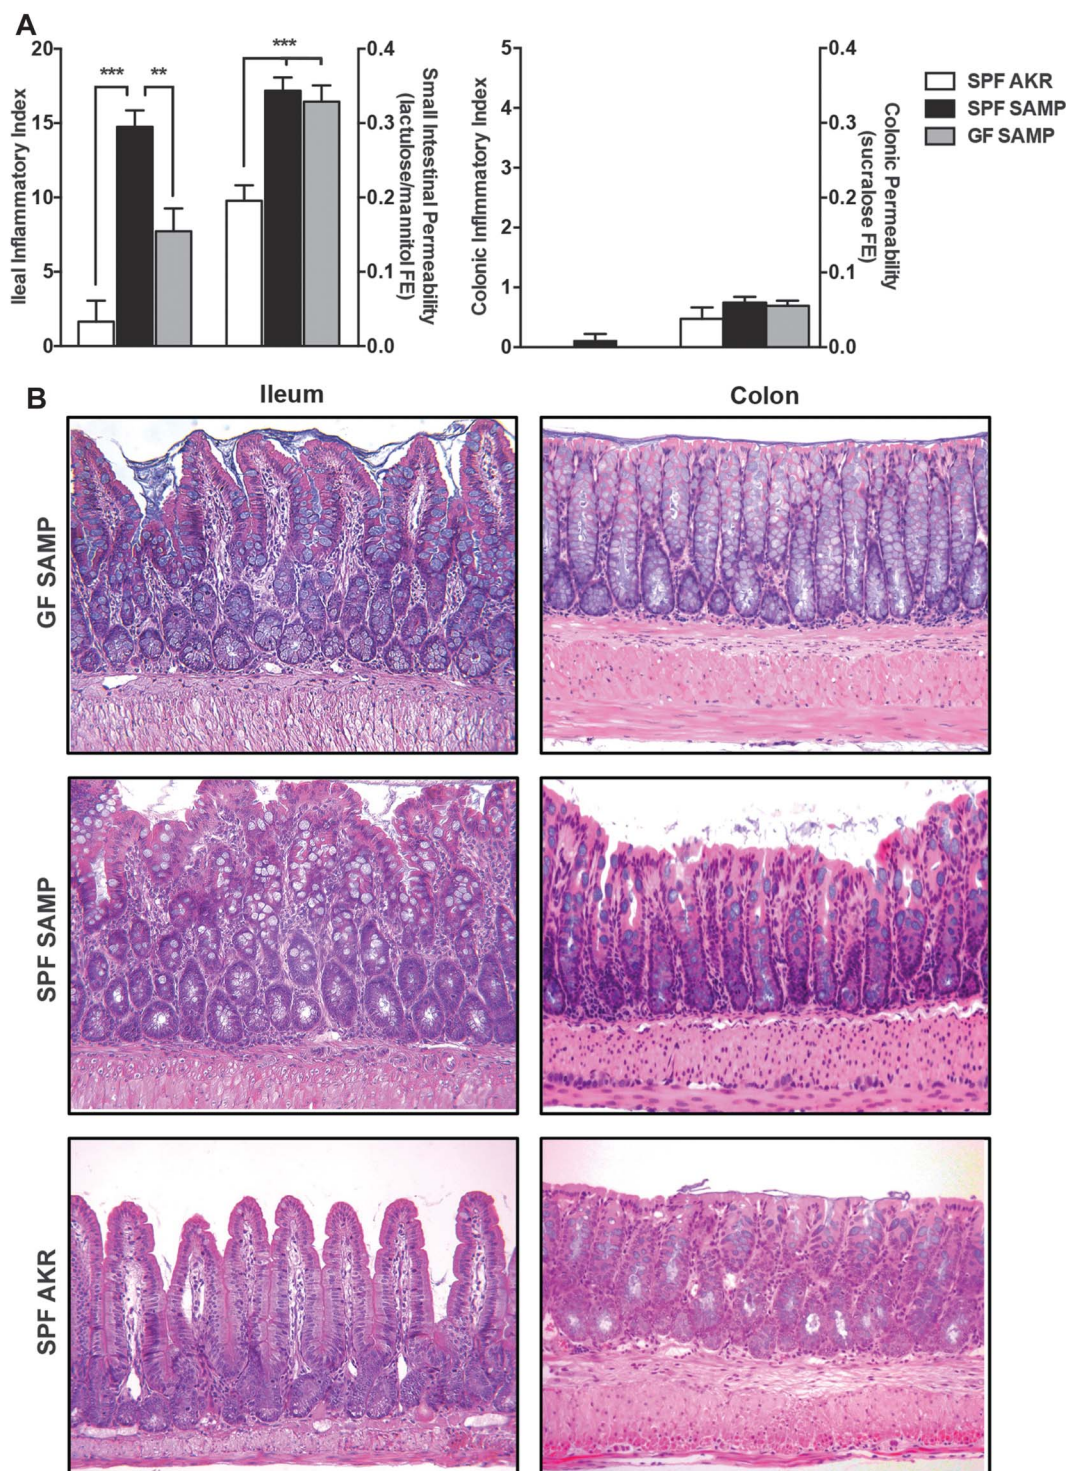 A
20
15
10
5
0
Ileal Inflammatory Index
***
**
***
0.4
0.3
0.2
0.1
0.0
Small Intestinal Permeability
(lactulose/mannitol FE)
5
4
3
2
1
0
Colonic Infimmatory Index
0.4
0.3
0.2
0.1
0.0
Colonic Permeability
(sucralose FE)
SPF AKR
SPF SAMP
GF SAMP
B
Ileum
Colon
GF SAMP
SPF SAMP
SPF AKR